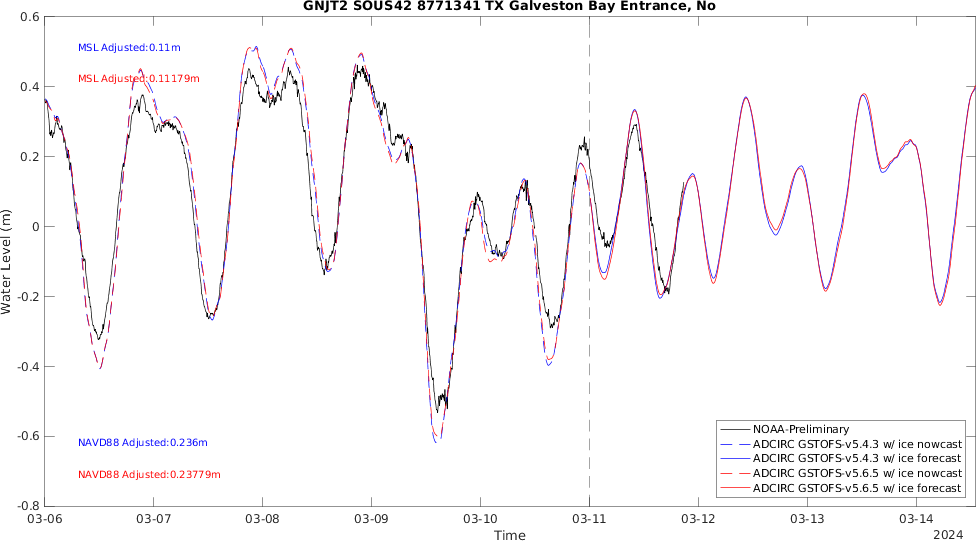 GNJT2 SOUS42 8771341 TX Galveston Bay Entrance, No
0.6
0.4
0.2
0
-0.2
-0.4
-0.6
-0.8
Water Level (m)
MSL Adjusted:0.11m
MSL Adjusted:0.11179m
NAVD88 Adjusted:0.236m
NAVD88 Adjusted:0.23779m
NOAA-Preliminary
ADCIRC GSTOFS-v5.4.3 w/ ice nowcast
ADCIRC GSTOFS-v5.4.3 w/ ice forecast
ADCIRC GSTOFS-v5.6.5 w/ ice nowcast
ADCIRC GSTOFS-v5.6.5 w/ ice forecast
03-06 03-07 03-08 03-09 03-10 03-11 03-12 03-13 03-14
Time
2024